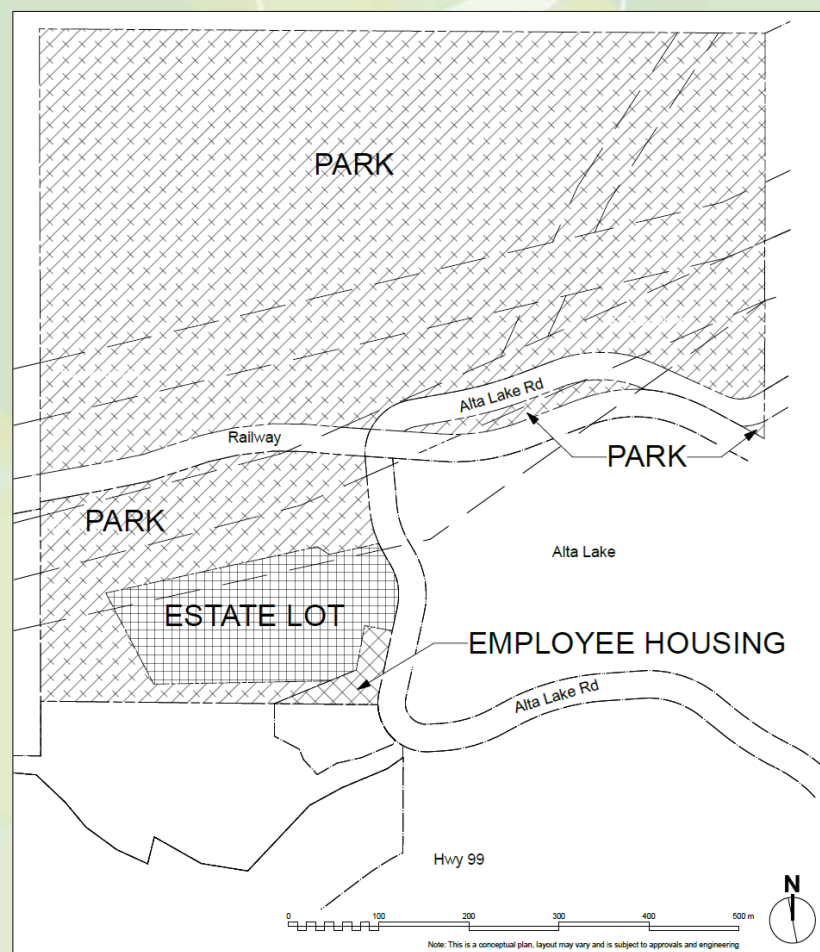 PARK
Alta Lake Rd
Railway
PARK
PARK
Alta Lake
ESTATE LOT
EMPLOYEE HOUSING
Alta Lake Rd
Hwy 99
N
0 100 200 300 400 500 m
Note: This is a conceptual plan, layout may vary and is subject to approvals and engineering